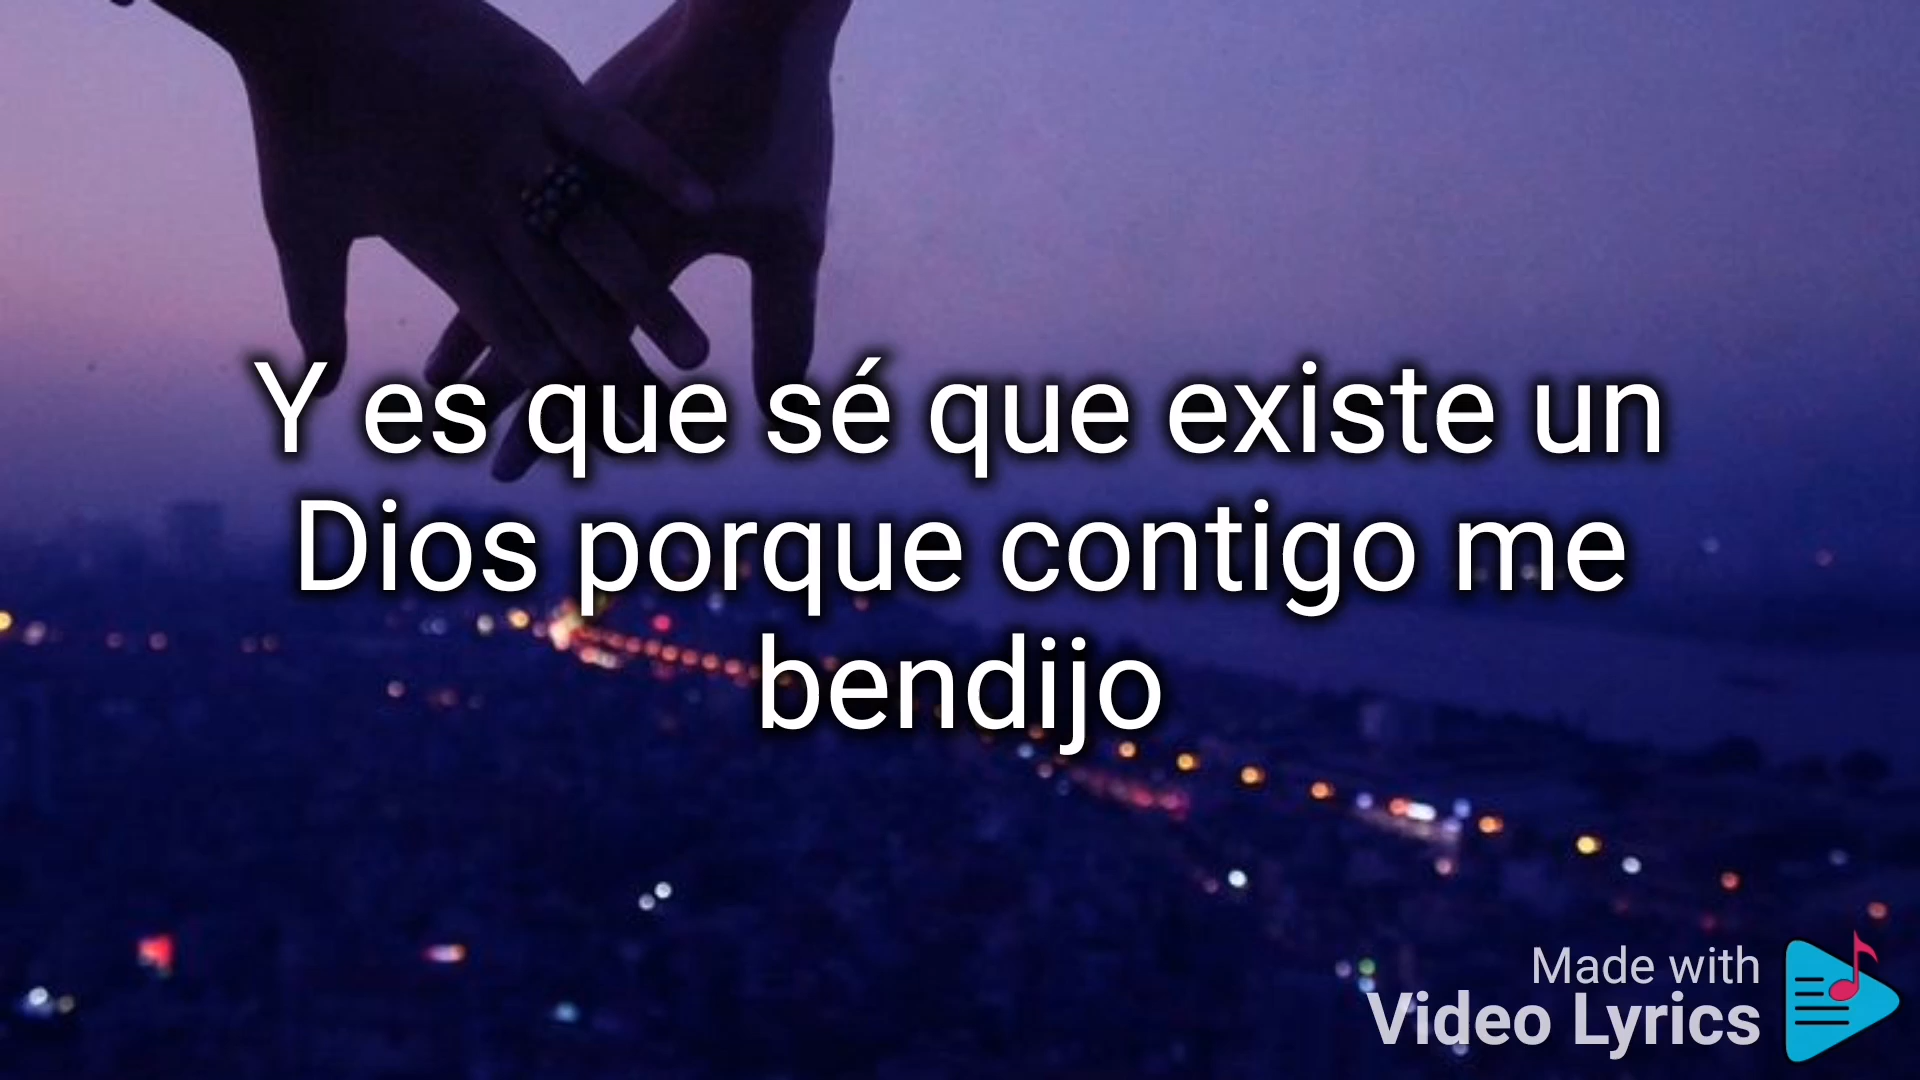 Y es que sé que existe un
Dios porque contigo me
bendijo
Made with
Video Lyrics